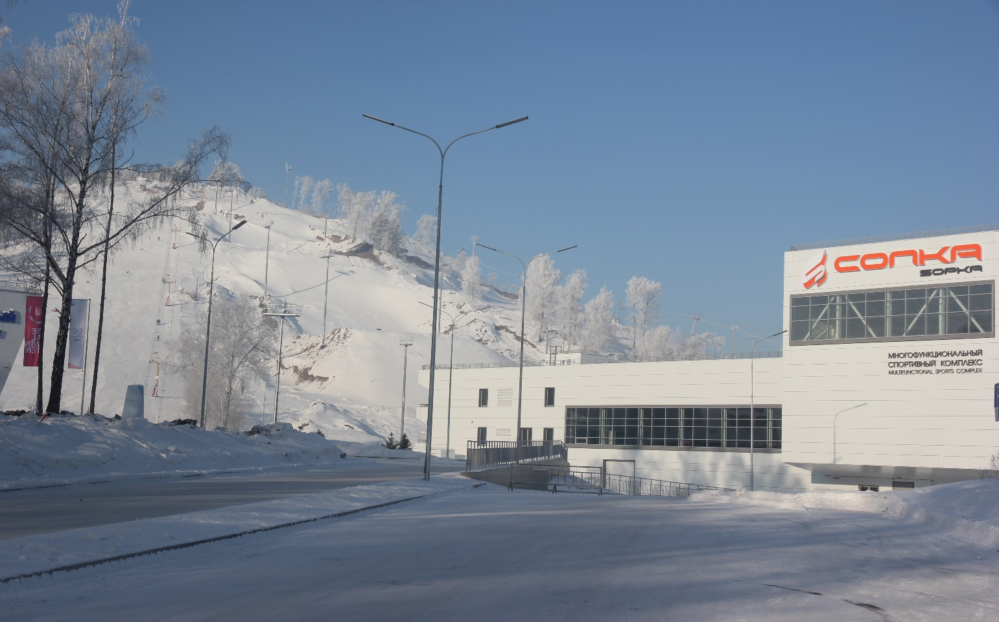 СОПКА
SOPKA
МНОГОФУНКЦИОНАЛЬНЫЙ
СПОРТИВНЫЙ КОМПЛЕКС
MULTIFUNCTIONAL SPORTS COMPLEX